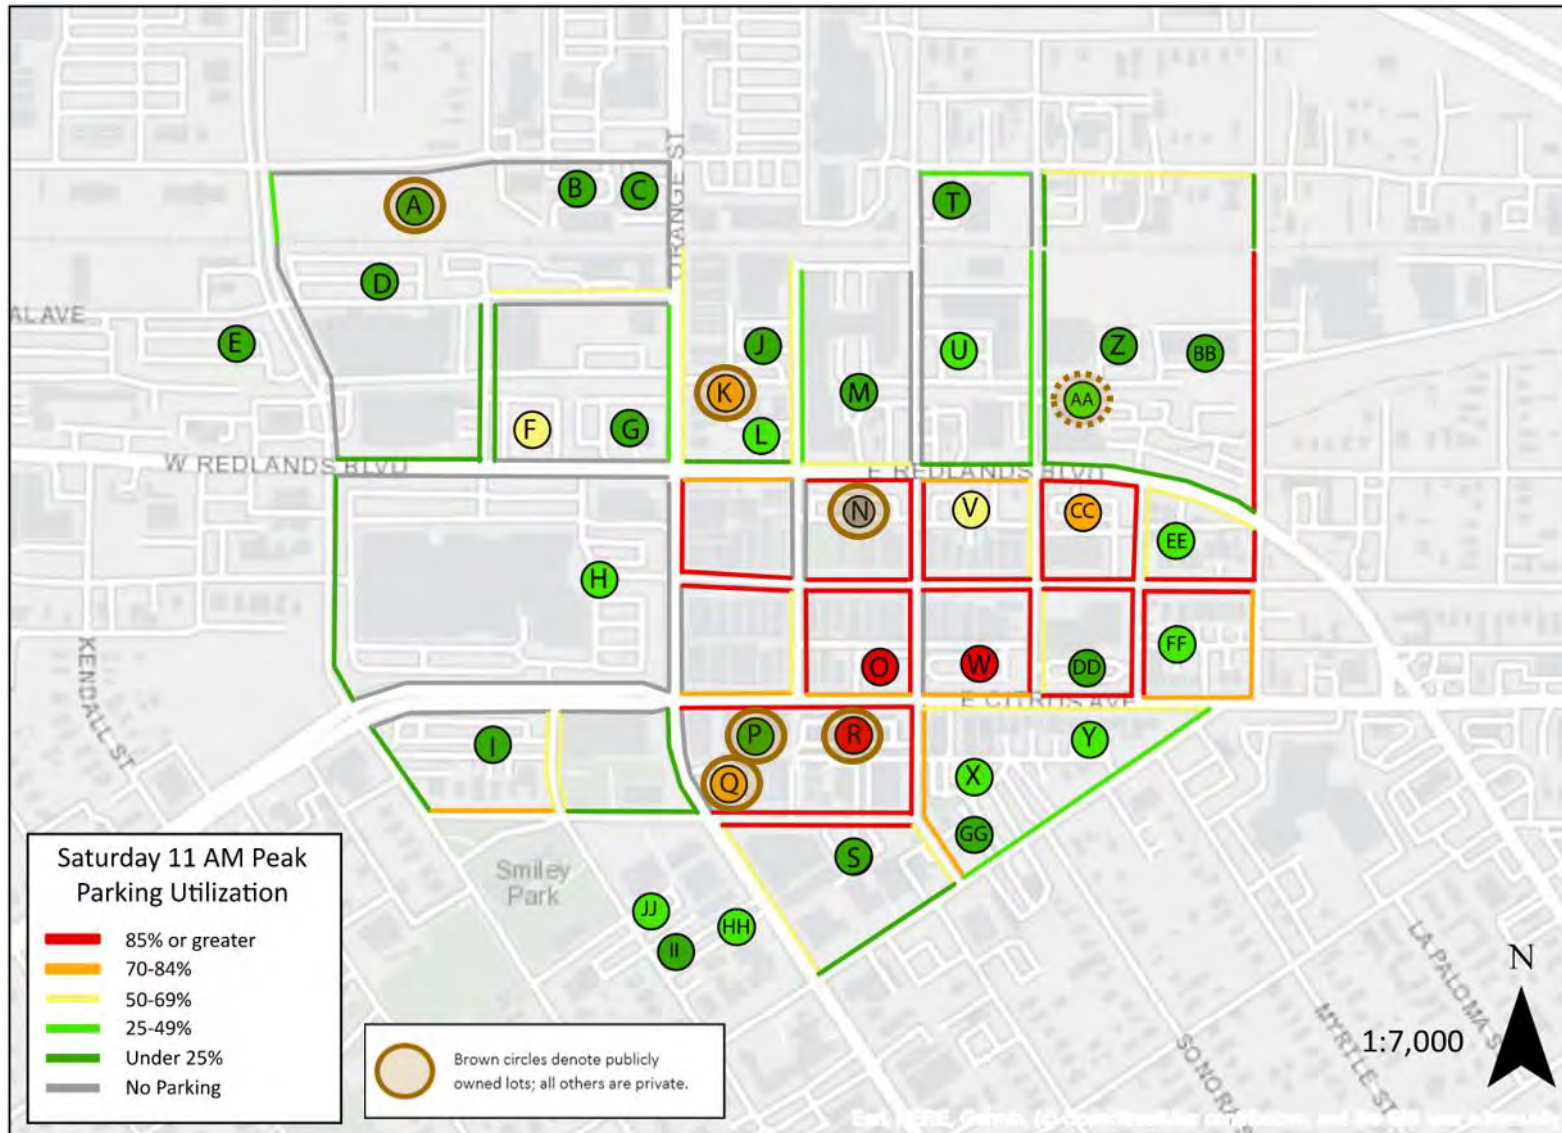 ORANGE ST
A
B
C
T
D
AL AVE
E
J
U
Z
BB
K
M
AA
F
G
L
W REDLANDS BLVD
E REDLANDS BLVD
N
V
CC
EE
H
KENDALL ST
O
W
DD
FF
E CITRUS AVE
I
P
R
Y
Q
X
GG
S
Smiley
Park
JJ
HH
II
LA PALOMA S
MYRTLE ST
SONORA S
Saturday 11 AM Peak
Parking Utilization
85% or greater
70-84%
50-69%
25-49%
Under 25%
No Parking
Brown circles denote publicly
owned lots; all others are private.
N
1:7,000